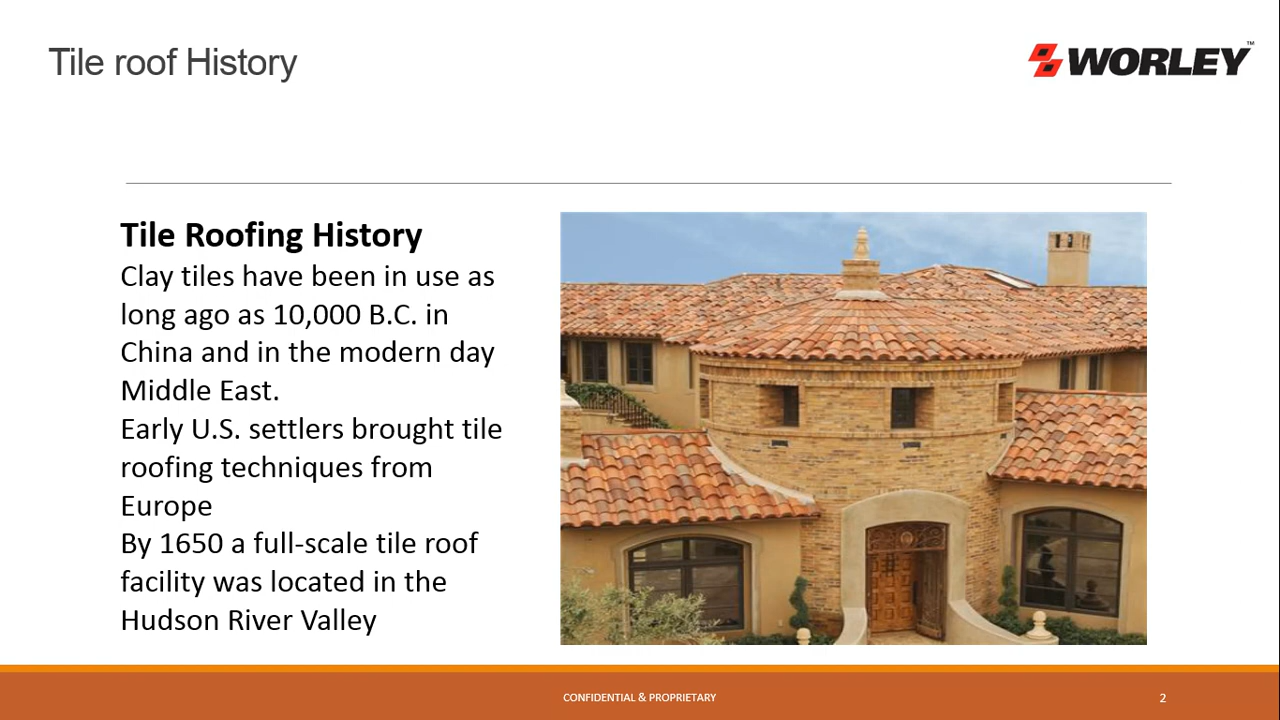 Tile roof History
WORLEY™
Tile Roofing History
Clay tiles have been in use as
long ago as 10,000 B.C. in
China and in the modern day
Middle East.
Early U.S. settlers brought tile
roofing techniques from
Europe
By 1650 a full-scale tile roof
facility was located in the
Hudson River Valley
CONFIDENTIAL & PROPRIETARY
2